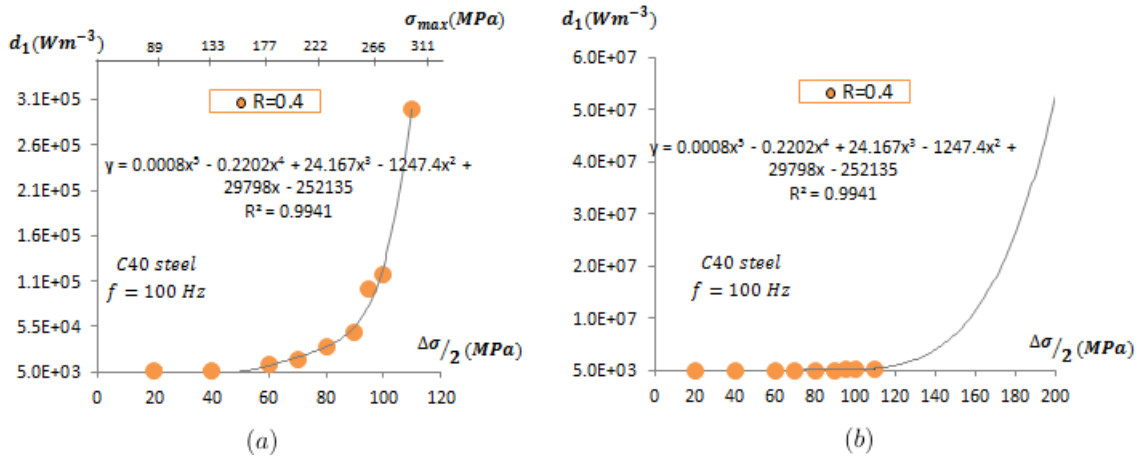 d₁(Wm⁻³)
σₘₐₓ(MPa)
89 133 177 222 266 311
3.1E+05
2.6E+05
2.1E+05
1.6E+05
1.1E+05
5.5E+04
5.0E+03
R=0.4
y = 0.0008x⁵ - 0.2202x⁴ + 24.167x³ - 1247.4x² +
29798x - 252135
R² = 0.9941
C40 steel
f = 100 Hz
Δσ/2 (MPa)
0 20 40 60 80 100 120
(a)
d₁(Wm⁻³)
6.0E+07
5.0E+07
4.0E+07
3.0E+07
2.0E+07
1.0E+07
5.0E+03
R=0.4
y = 0.0008x⁵ - 0.2202x⁴ + 24.167x³ - 1247.4x² +
29798x - 252135
R² = 0.9941
C40 steel
f = 100 Hz
Δσ/2 (MPa)
0 20 40 60 80 100 120 140 160 180 200
(b)